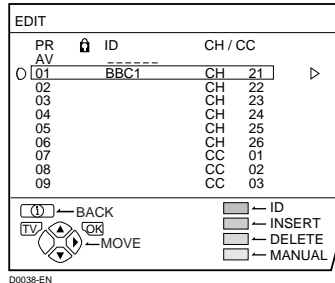 EDIT
PR ID CH / CC
AV _ _ _ _ _ _
01 BBC1 CH 21
02 CH 22
03 CH 23
04 CH 24
05 CH 25
06 CH 26
07 CC 01
08 CC 02
09 CC 03
1 BACK ID
TV OK INSERT
MOVE DELETE
MANUAL
D0038-EN